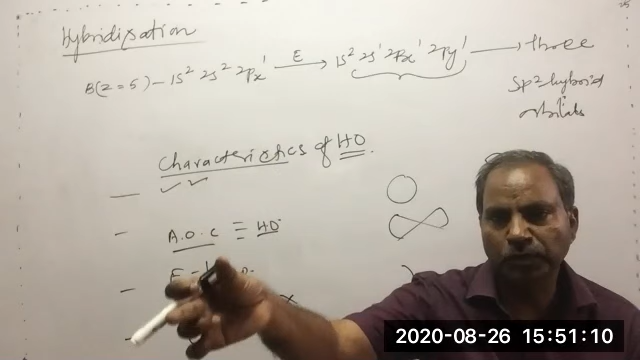 Hybridization
B(Z=5) – 1s² 2s² 2px¹ —E→ 1s² 2s¹ 2px¹ 2py¹ → three
sp² hybrid
orbitals
Characteristics of HO.
A.O.C ≡ HO
2020-08-26 15:51:10